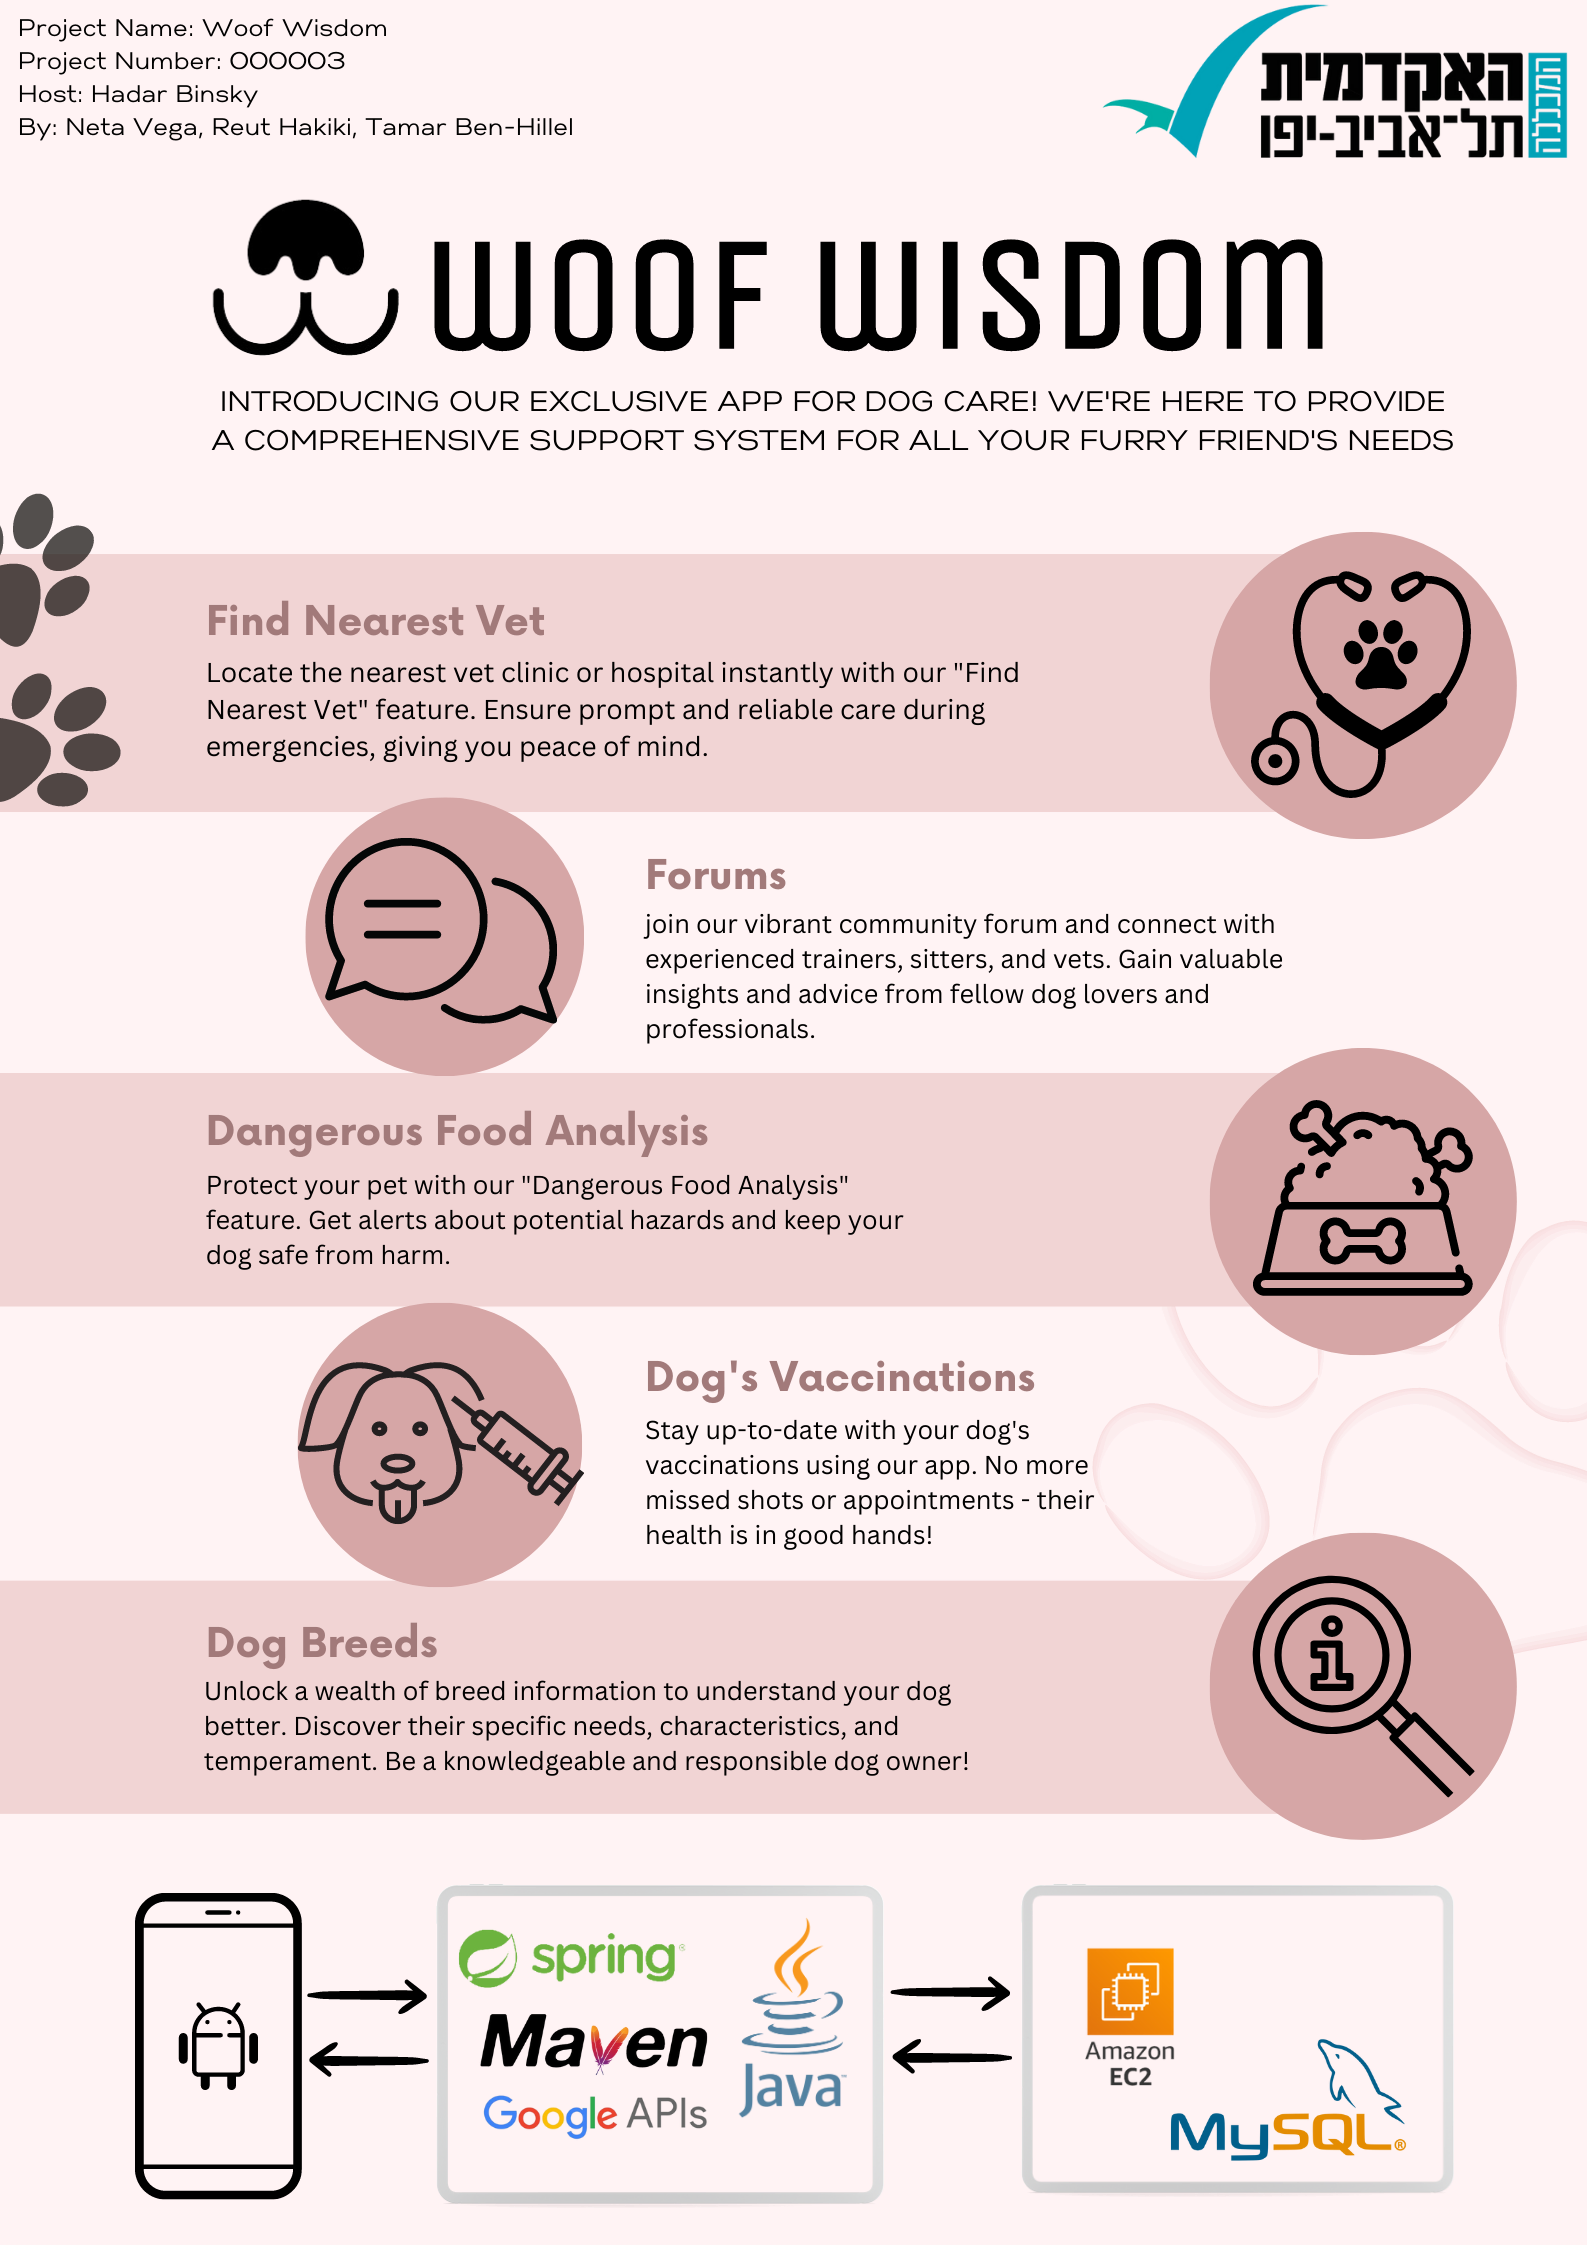 Project Name: Woof Wisdom
Project Number: 000003
Host: Hadar Binsky
By: Neta Vega, Reut Hakiki, Tamar Ben-Hillel
האקדמית
תל־אביב-יפו
המכללה
WOOF WISDOM
INTRODUCING OUR EXCLUSIVE APP FOR DOG CARE! WE'RE HERE TO PROVIDE
A COMPREHENSIVE SUPPORT SYSTEM FOR ALL YOUR FURRY FRIEND'S NEEDS
Find Nearest Vet
Locate the nearest vet clinic or hospital instantly with our "Find
Nearest Vet" feature. Ensure prompt and reliable care during
emergencies, giving you peace of mind.
Forums
join our vibrant community forum and connect with
experienced trainers, sitters, and vets. Gain valuable
insights and advice from fellow dog lovers and
professionals.
Dangerous Food Analysis
Protect your pet with our "Dangerous Food Analysis"
feature. Get alerts about potential hazards and keep your
dog safe from harm.
Dog's Vaccinations
Stay up-to-date with your dog's
vaccinations using our app. No more
missed shots or appointments - their
health is in good hands!
Dog Breeds
Unlock a wealth of breed information to understand your dog
better. Discover their specific needs, characteristics, and
temperament. Be a knowledgeable and responsible dog owner!
i
spring®
Maven
Google APIs
Java™
Amazon
EC2
MySQL®